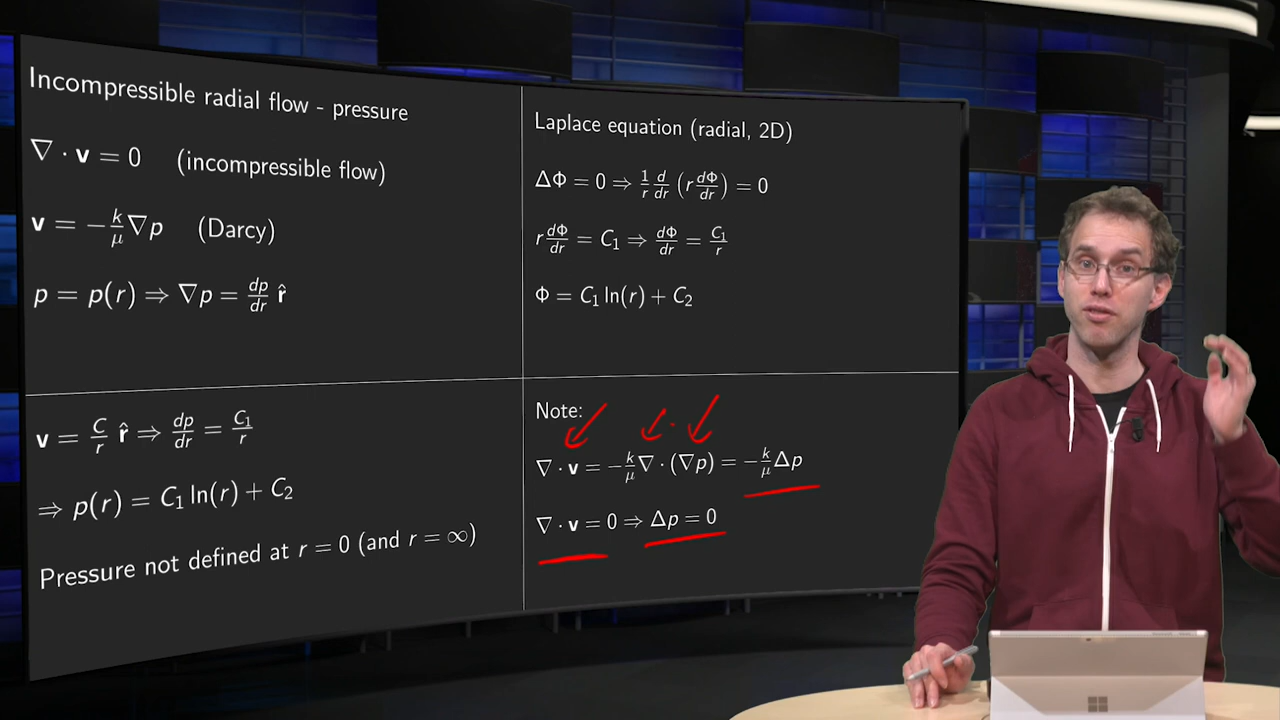 Incompressible radial flow - pressure
∇ · v = 0 (incompressible flow)
v = −k/μ ∇p (Darcy)
p = p(r) ⇒ ∇p = dp/dr r̂
v = C/r r̂ ⇒ dp/dr = C₁/r
⇒ p(r) = C₁ ln(r) + C₂
Pressure not defined at r = 0 (and r = ∞)
Laplace equation (radial, 2D)
ΔΦ = 0 ⇒ 1/r d/dr (r dΦ/dr) = 0
r dΦ/dr = C₁ ⇒ dΦ/dr = C₁/r
Φ = C₁ ln(r) + C₂
Note:
∇ · v = −k/μ ∇ · (∇p) = −k/μ Δp
∇ · v = 0 ⇒ Δp = 0